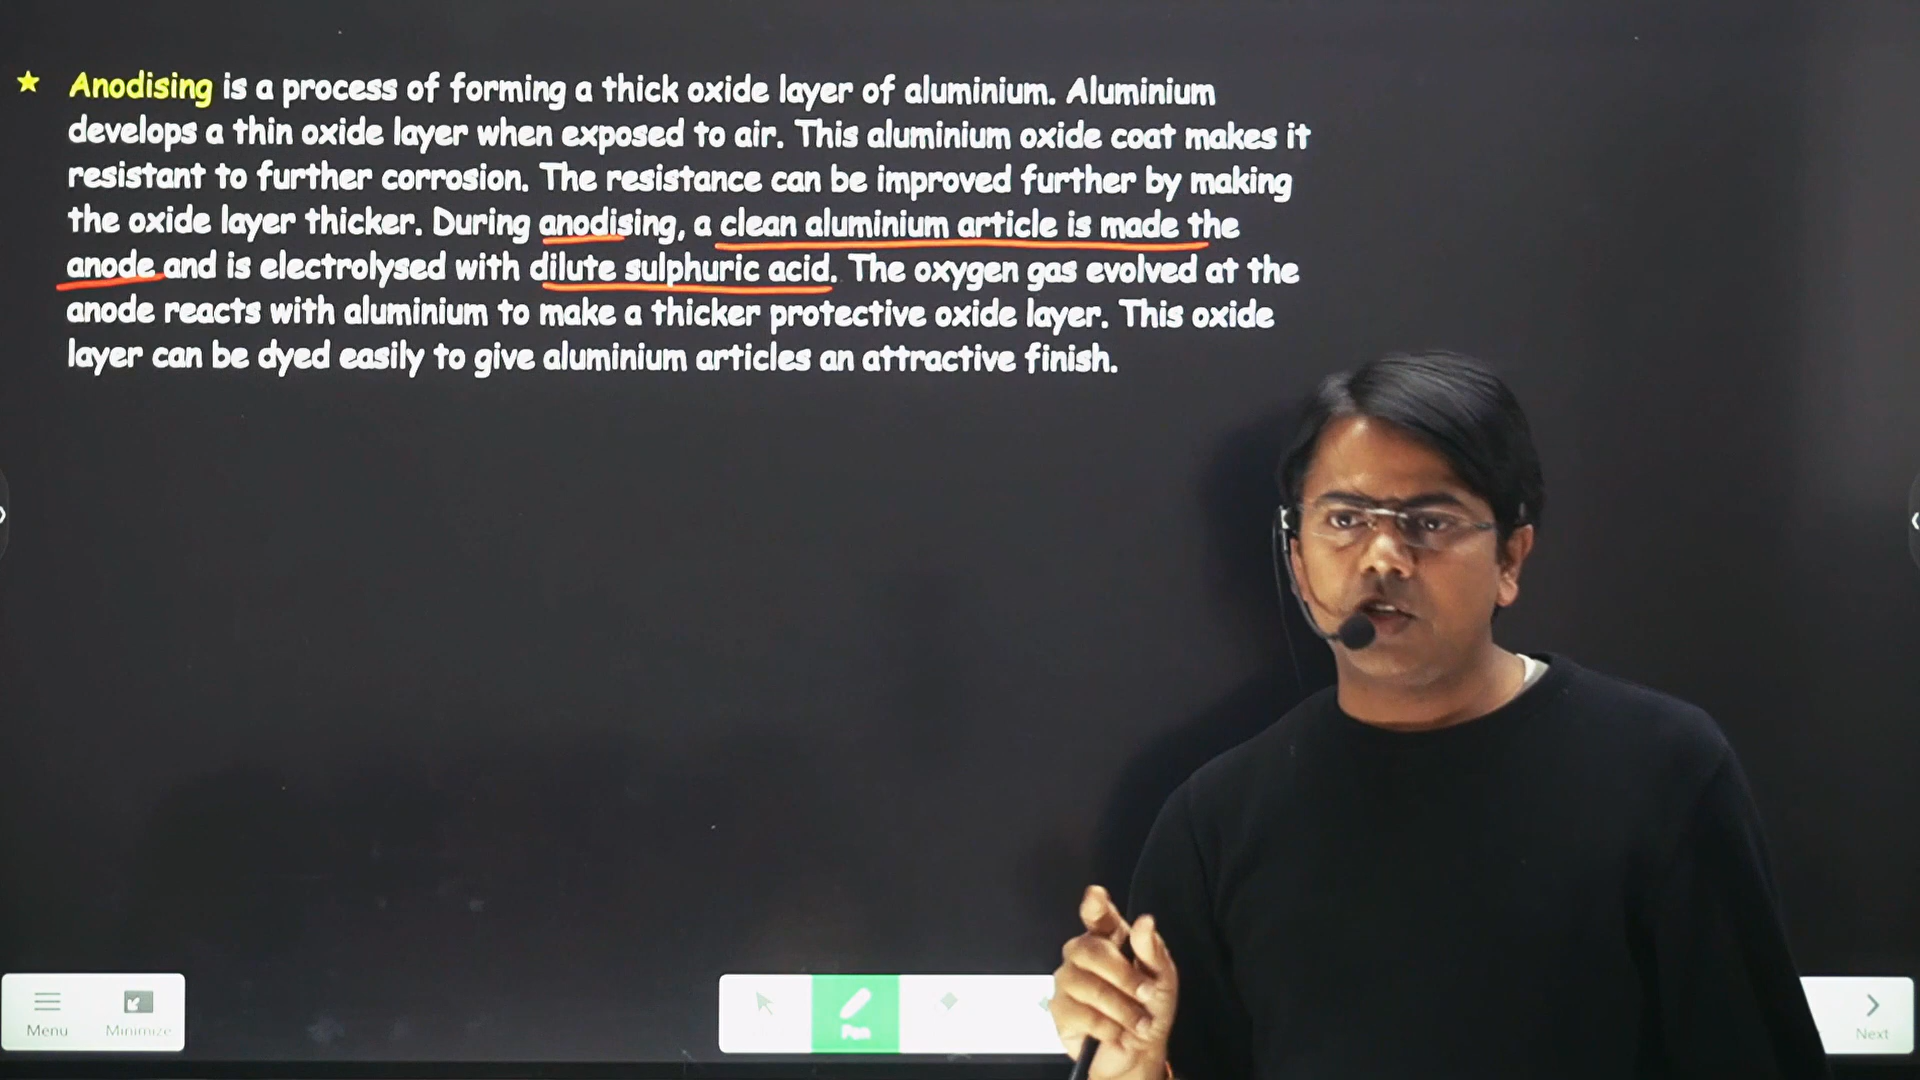 ★ Anodising is a process of forming a thick oxide layer of aluminium. Aluminium
develops a thin oxide layer when exposed to air. This aluminium oxide coat makes it
resistant to further corrosion. The resistance can be improved further by making
the oxide layer thicker. During anodising, a clean aluminium article is made the
anode and is electrolysed with dilute sulphuric acid. The oxygen gas evolved at the
anode reacts with aluminium to make a thicker protective oxide layer. This oxide
layer can be dyed easily to give aluminium articles an attractive finish.
Menu Minimize Pen Next